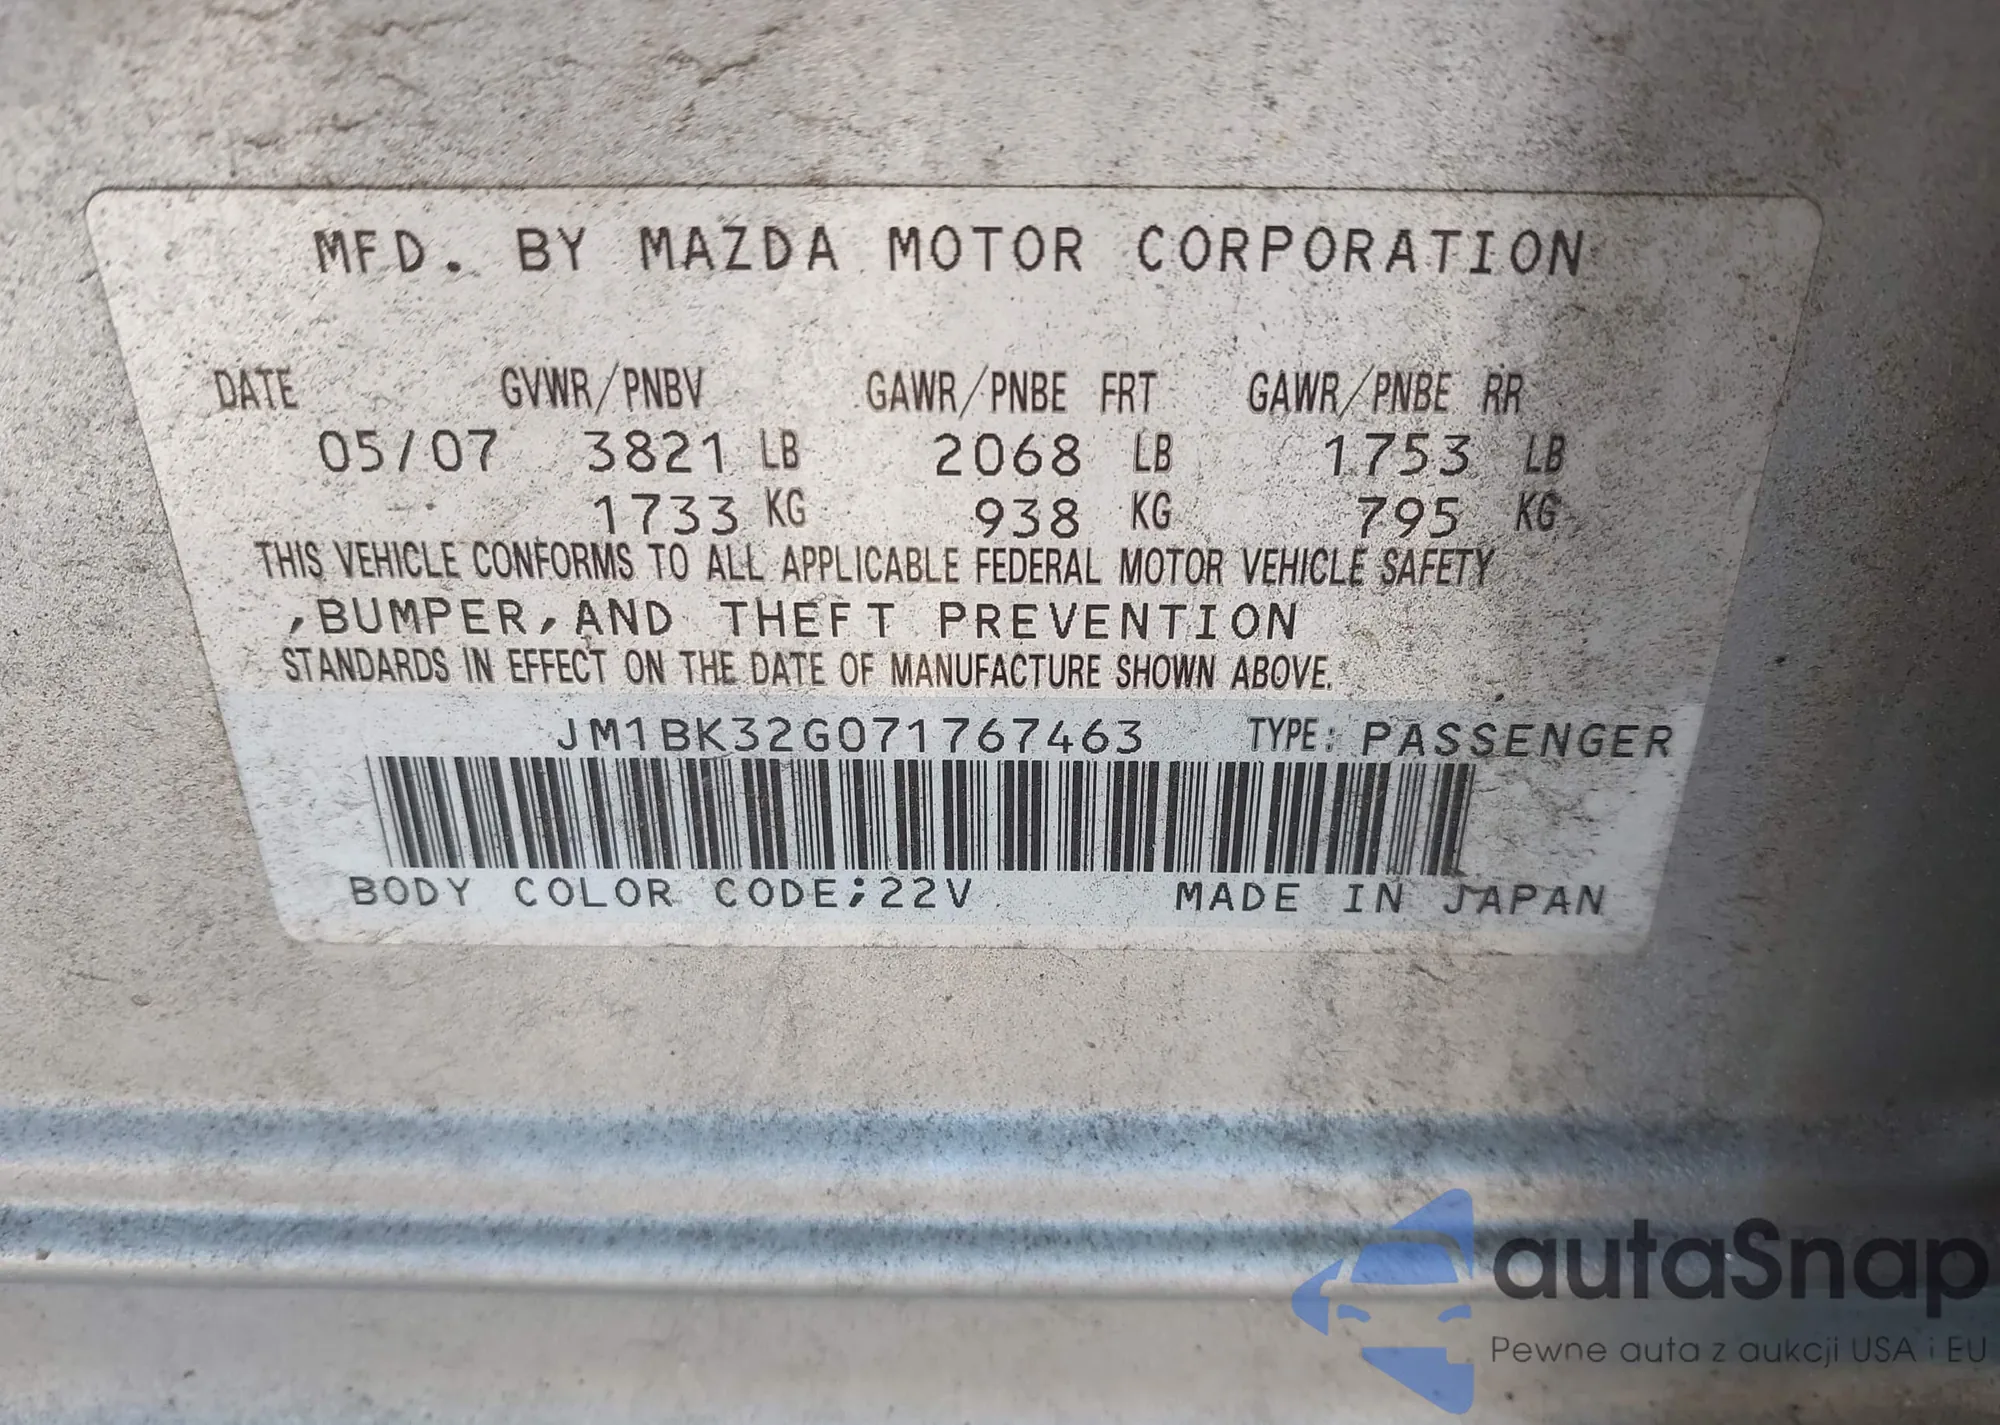 MFD. BY MAZDA MOTOR CORPORATION
DATE GVWR/PNBV GAWR/PNBE FRT GAWR/PNBE RR
05/07 3821 LB 2068 LB 1753 LB
1733 KG 938 KG 795 KG
THIS VEHICLE CONFORMS TO ALL APPLICABLE FEDERAL MOTOR VEHICLE SAFETY
,BUMPER,AND THEFT PREVENTION
STANDARDS IN EFFECT ON THE DATE OF MANUFACTURE SHOWN ABOVE.
JM1BK32G071767463 TYPE: PASSENGER
BODY COLOR CODE;22V MADE IN JAPAN
autaSnap
Pewne auta z aukcji USA i EU